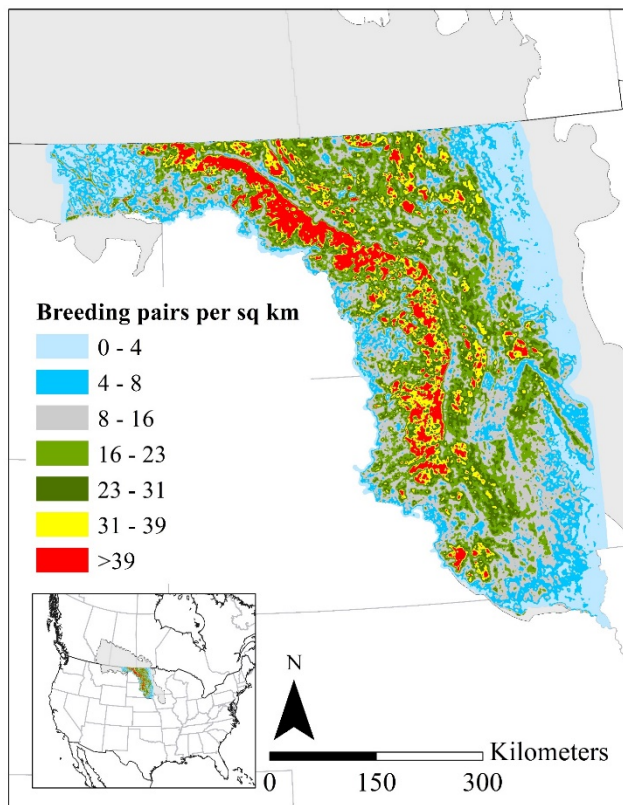 Breeding pairs per sq km
0 - 4
4 - 8
8 - 16
16 - 23
23 - 31
31 - 39
>39
N
Kilometers
0 150 300